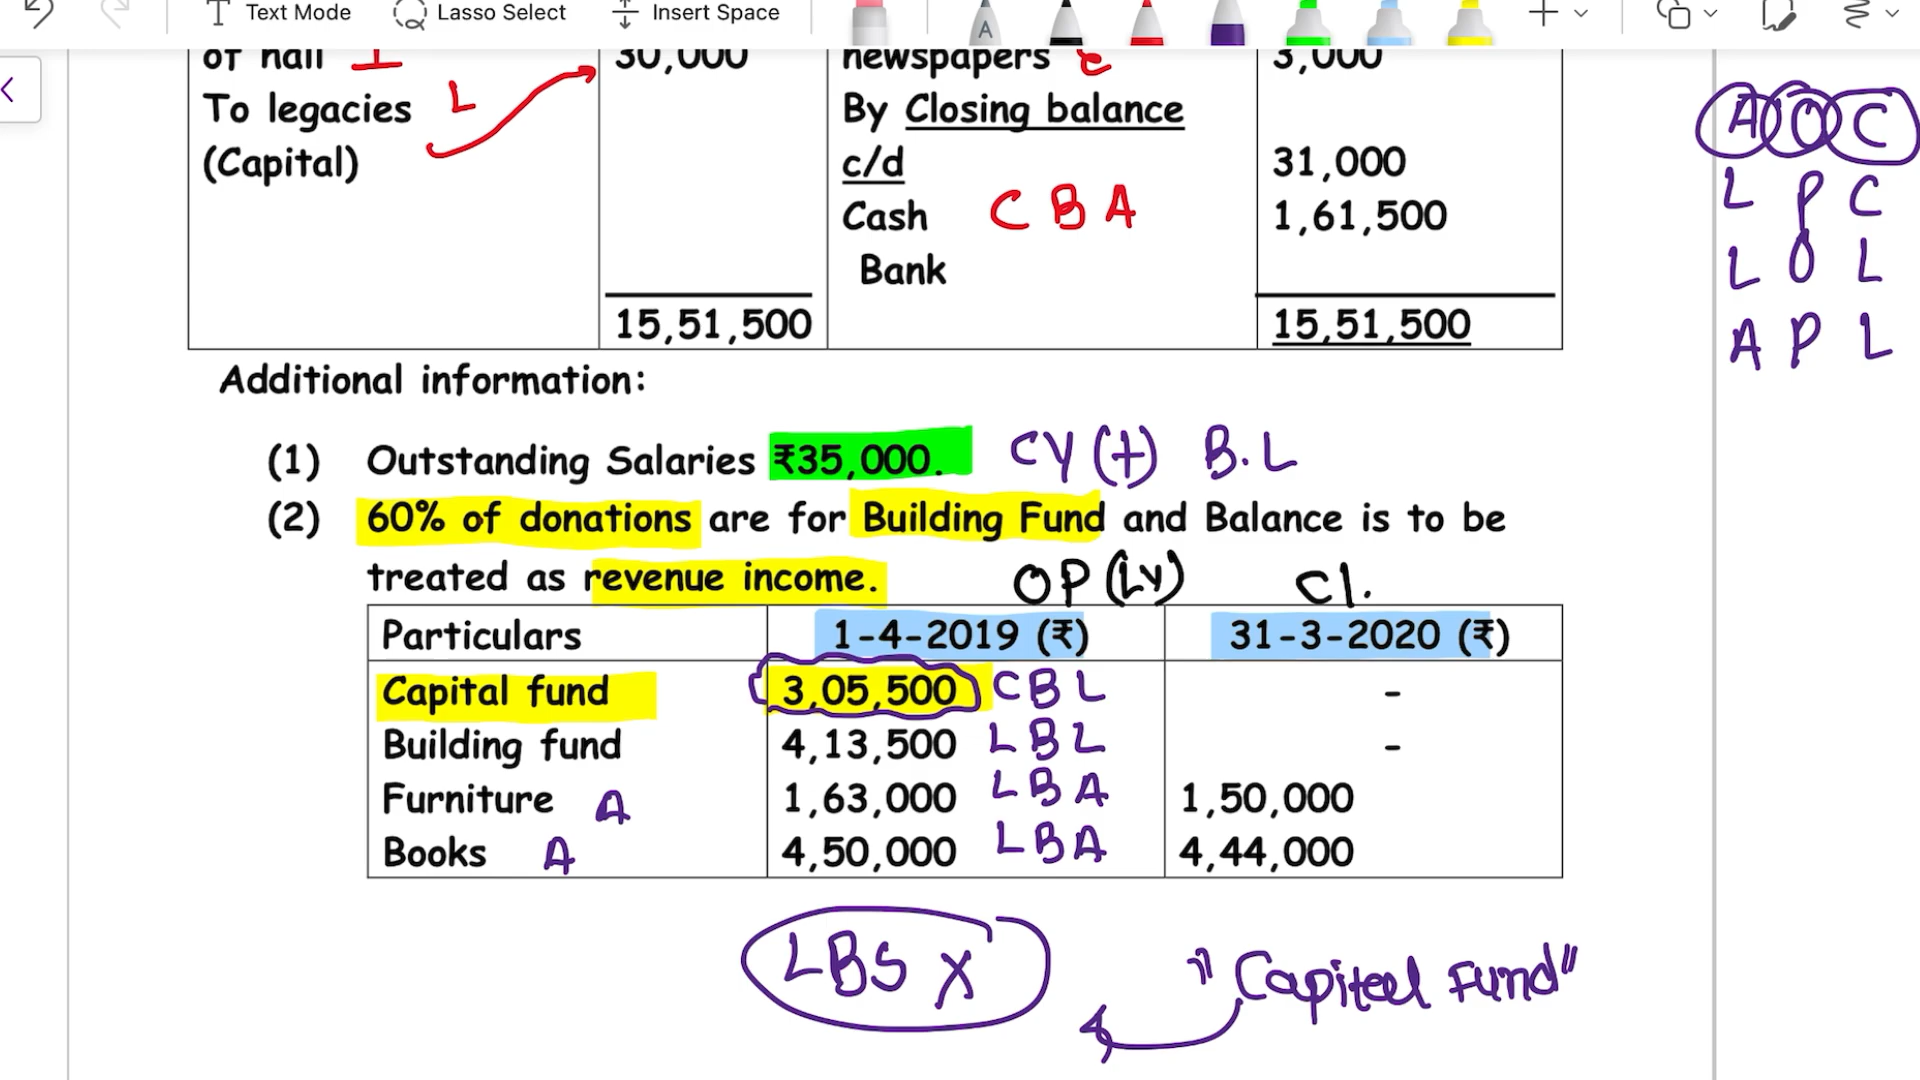 Text Mode Lasso Select Insert Space
A
of hall I 30,000 newspapers E 3,000
To legacies L By Closing balance
(Capital) c/d 31,000
Cash C B A 1,61,500
Bank
15,51,500 15,51,500
A O C
L P C
L O L
A P L
Additional information:
(1) Outstanding Salaries ₹35,000. CY (+) B.L
(2) 60% of donations are for Building Fund and Balance is to be
treated as revenue income. OP (LY) Cl.
Particulars 1-4-2019 (₹) 31-3-2020 (₹)
Capital fund 3,05,500 CBL -
Building fund 4,13,500 LBL -
Furniture A 1,63,000 LBA 1,50,000
Books A 4,50,000 LBA 4,44,000
LBS X "Capital Fund"